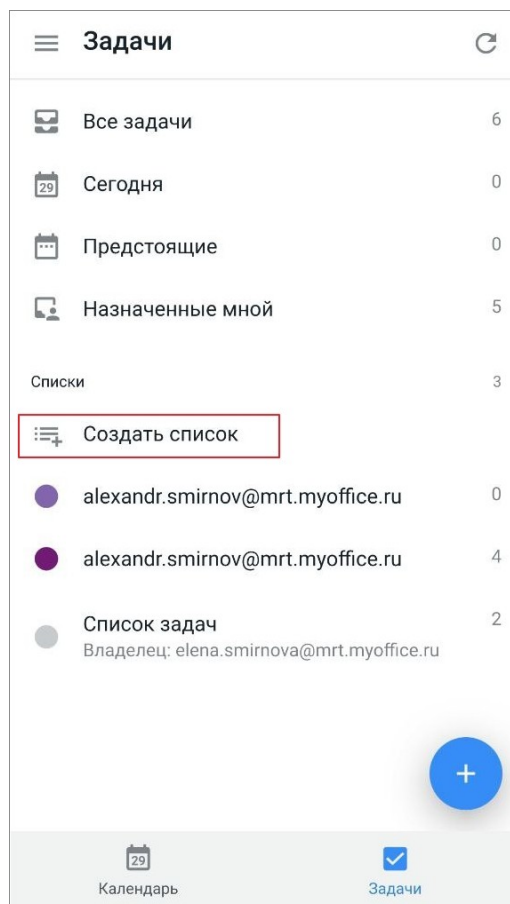 Задачи
Все задачи 6
29 Сегодня 0
Предстоящие 0
Назначенные мной 5
Списки 3
Создать список
alexandr.smirnov@mrt.myoffice.ru 0
alexandr.smirnov@mrt.myoffice.ru 4
Список задач 2
Владелец: elena.smirnova@mrt.myoffice.ru
29
Календарь Задачи